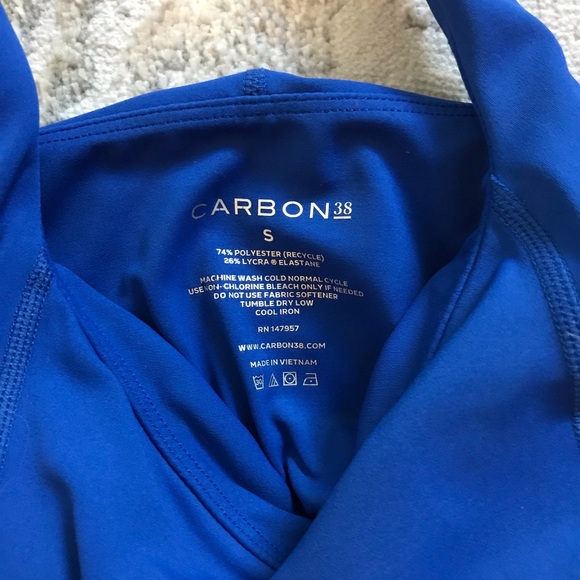 CARBON38
S
74% POLYESTER (RECYCLE)
26% LYCRA ® ELASTANE
MACHINE WASH COLD NORMAL CYCLE
USE NON-CHLORINE BLEACH ONLY IF NEEDED
DO NOT USE FABRIC SOFTENER
TUMBLE DRY LOW
COOL IRON
RN 147957
WWW.CARBON38.COM
MADE IN VIETNAM
30